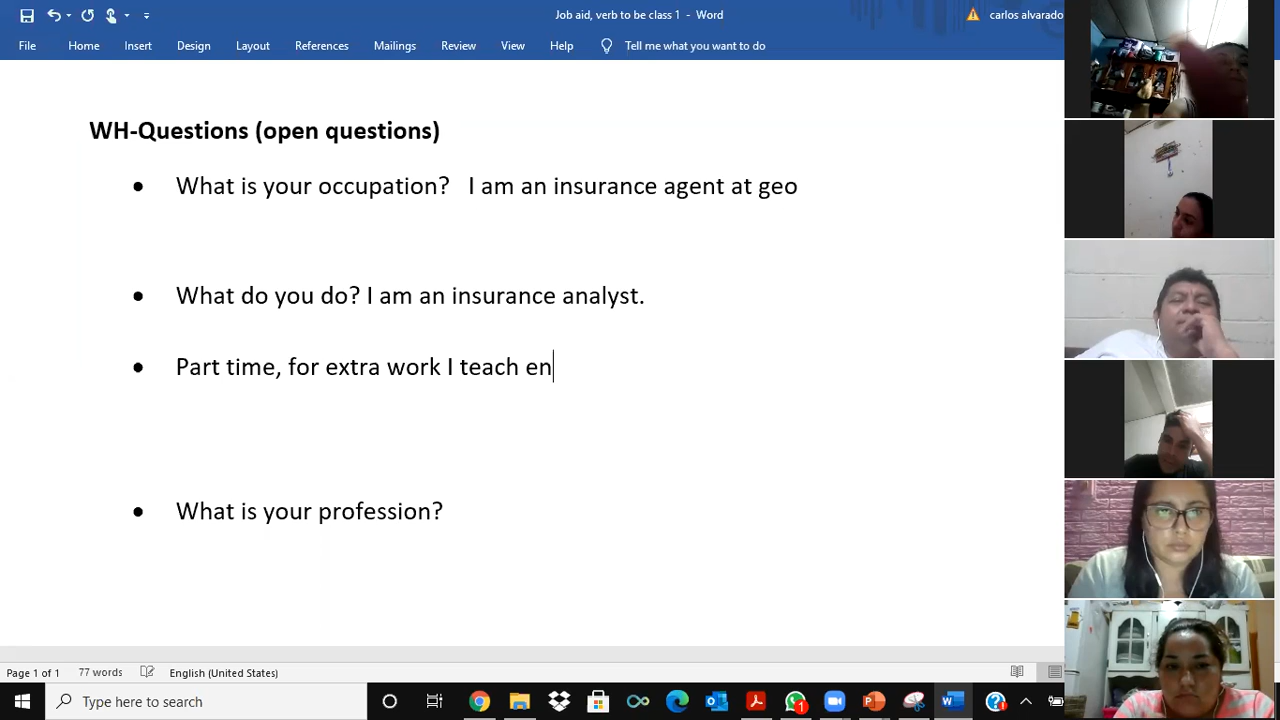 Job aid, verb to be class 1 - Word
carlos alvarado
File Home Insert Design Layout References Mailings Review View Help Tell me what you want to do
WH-Questions (open questions)
• What is your occupation? I am an insurance agent at geo
• What do you do? I am an insurance analyst.
• Part time, for extra work I teach en
• What is your profession?
Page 1 of 1 77 words English (United States)
Type here to search